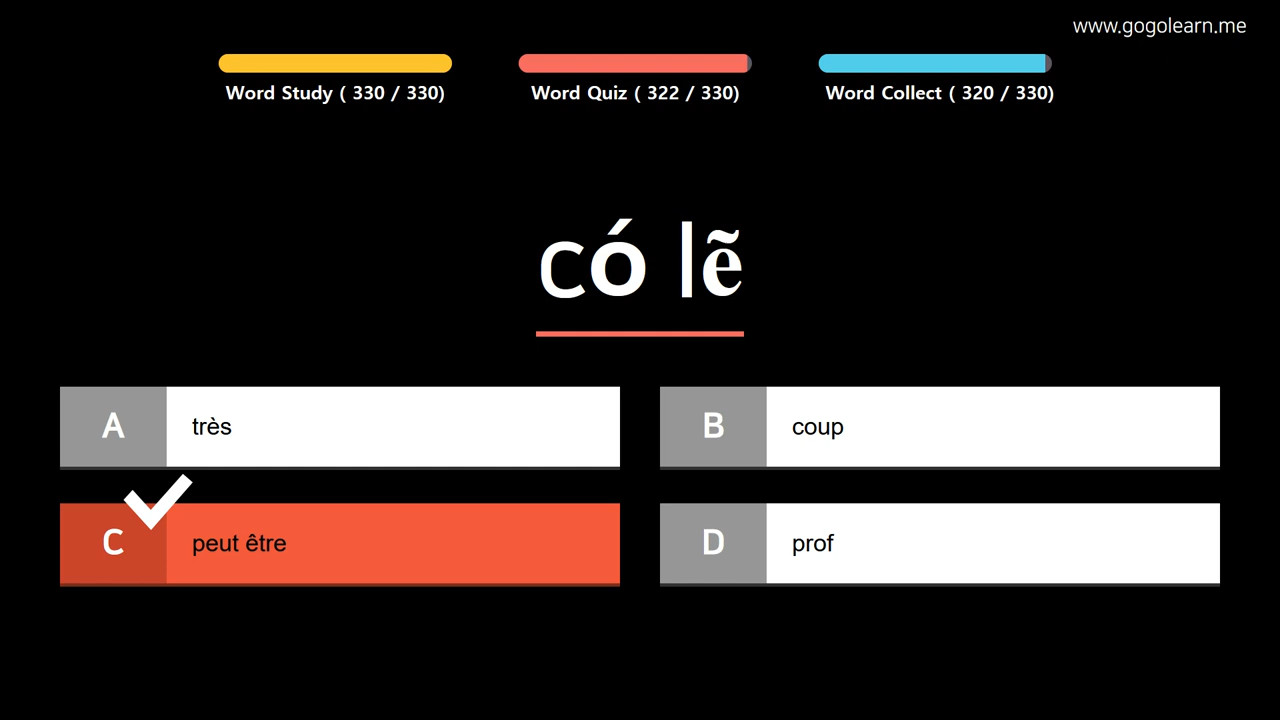 www.gogolearn.me
Word Study ( 330 / 330)
Word Quiz ( 322 / 330)
Word Collect ( 320 / 330)
có lẽ
A très
B coup
C peut être
D prof